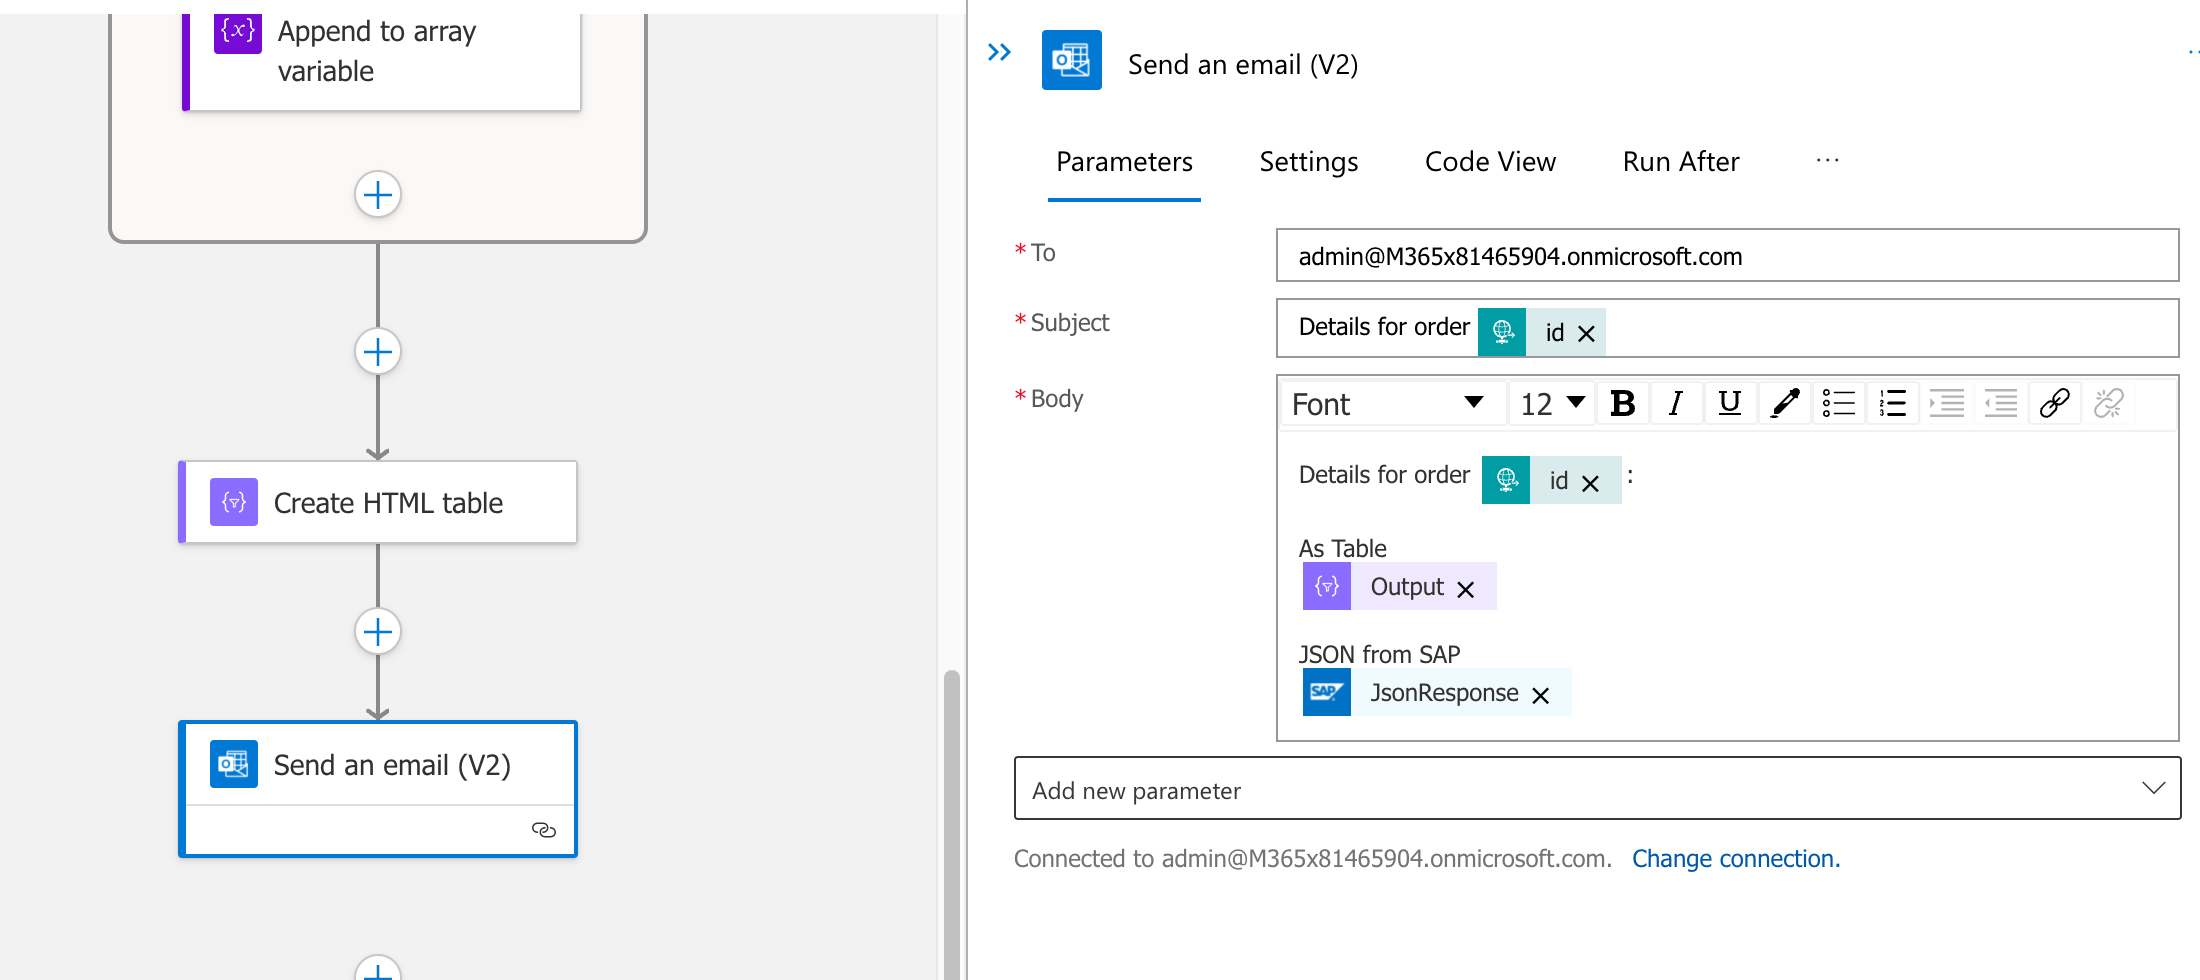 {x} Append to array
variable
Create HTML table
Send an email (V2)
Send an email (V2)
Parameters Settings Code View Run After ...
* To
admin@M365x81465904.onmicrosoft.com
* Subject
Details for order id ×
* Body
Font 12 B I U
Details for order id × :
As Table
Output ×
JSON from SAP
SAP JsonResponse ×
Add new parameter
Connected to admin@M365x81465904.onmicrosoft.com. Change connection.